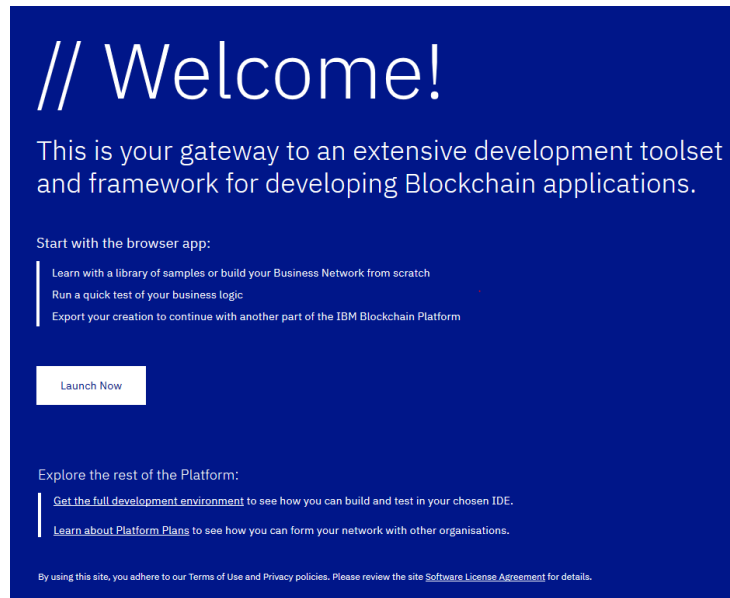 // Welcome!
This is your gateway to an extensive development toolset
and framework for developing Blockchain applications.
Start with the browser app:
Learn with a library of samples or build your Business Network from scratch
Run a quick test of your business logic
Export your creation to continue with another part of the IBM Blockchain Platform
Launch Now
Explore the rest of the Platform:
Get the full development environment to see how you can build and test in your chosen IDE.
Learn about Platform Plans to see how you can form your network with other organisations.
By using this site, you adhere to our Terms of Use and Privacy policies. Please review the site Software License Agreement for details.